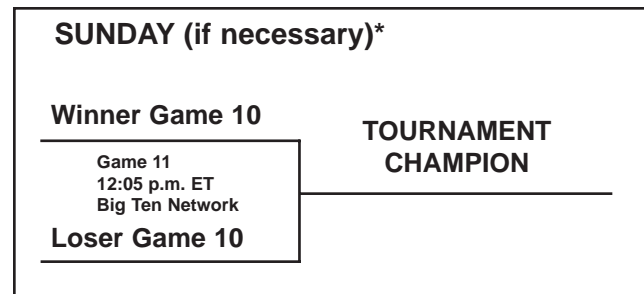 SUNDAY (if necessary)*
Winner Game 10
TOURNAMENT
CHAMPION
Game 11
12:05 p.m. ET
Big Ten Network
Loser Game 10